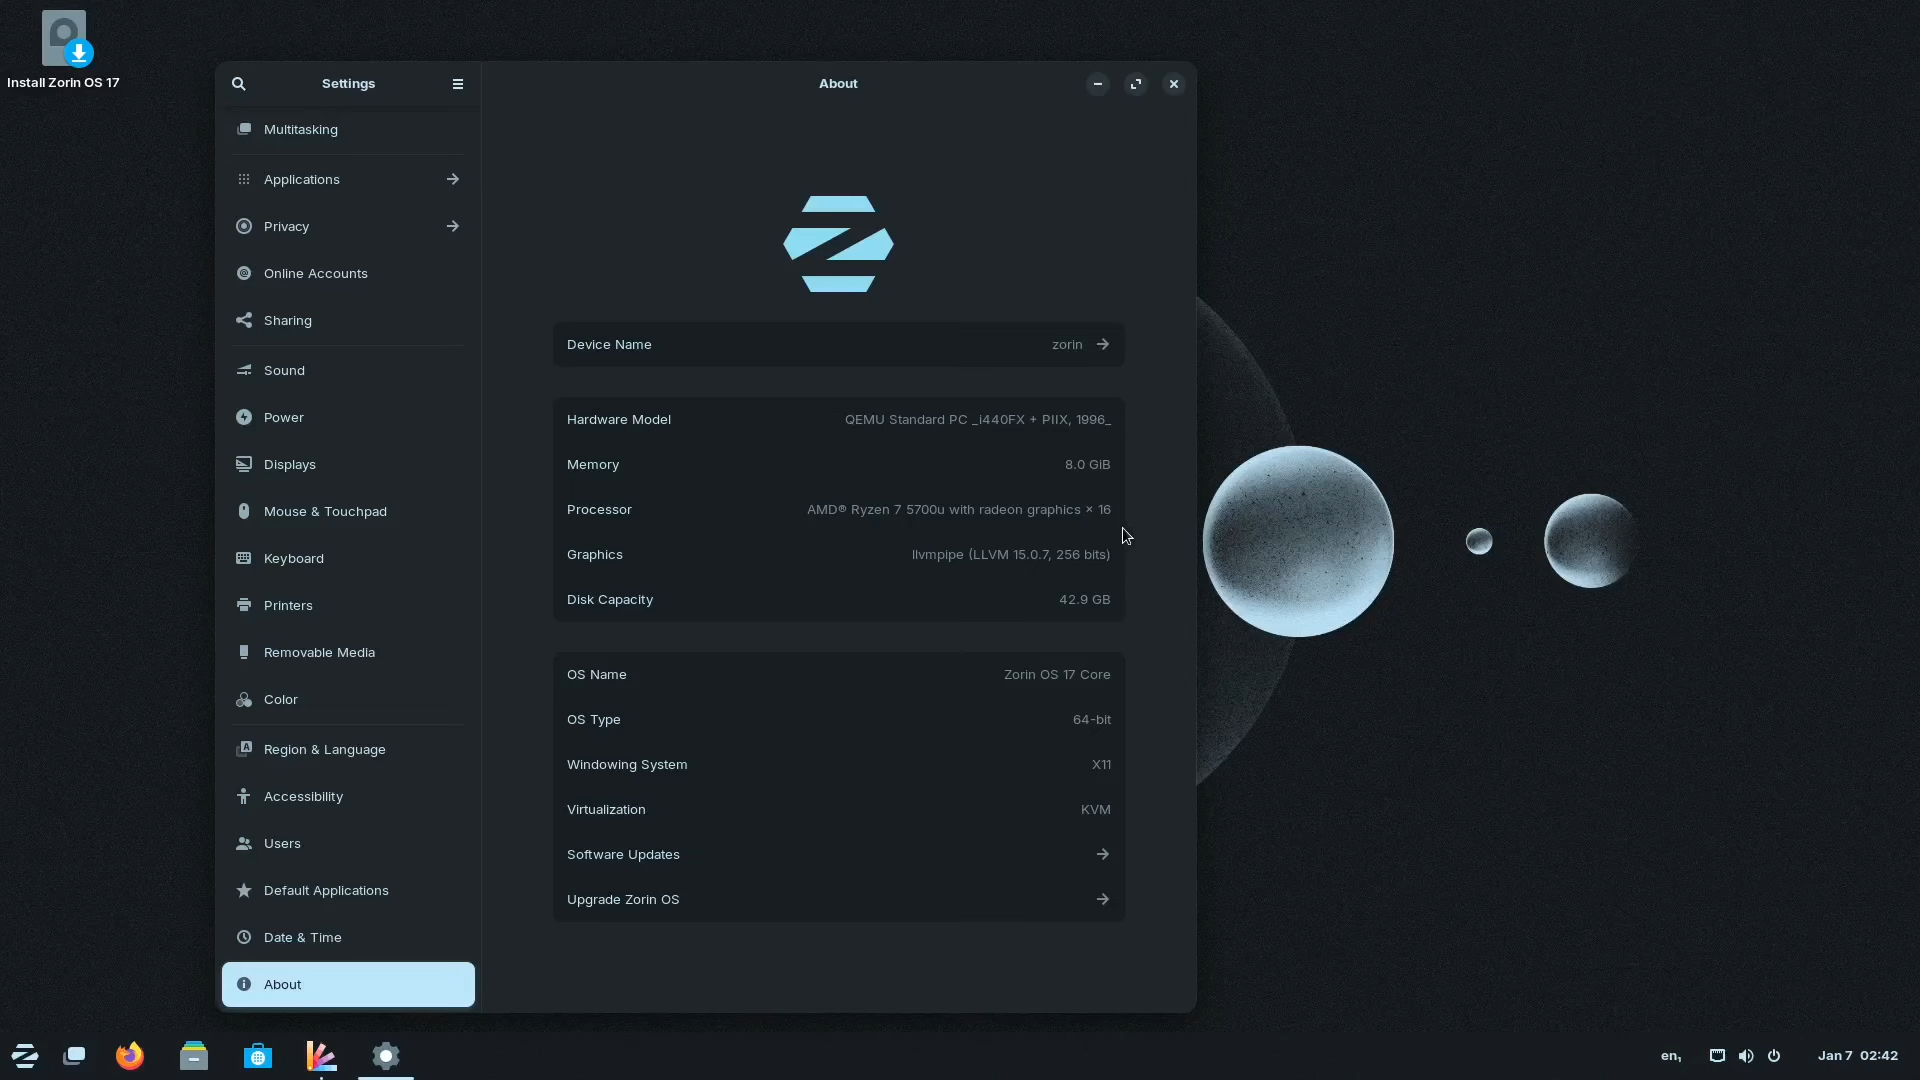 Install Zorin OS 17
Settings
About
Multitasking
Applications
Privacy
Online Accounts
Sharing
Sound
Power
Displays
Mouse & Touchpad
Keyboard
Printers
Removable Media
Color
Region & Language
Accessibility
Users
Default Applications
Date & Time
About
Device Name zorin
Hardware Model QEMU Standard PC _i440FX + PIIX, 1996_
Memory 8.0 GiB
Processor AMD® Ryzen 7 5700u with radeon graphics × 16
Graphics llvmpipe (LLVM 15.0.7, 256 bits)
Disk Capacity 42.9 GB
OS Name Zorin OS 17 Core
OS Type 64-bit
Windowing System X11
Virtualization KVM
Software Updates
Upgrade Zorin OS
en₁ Jan 7 02:42